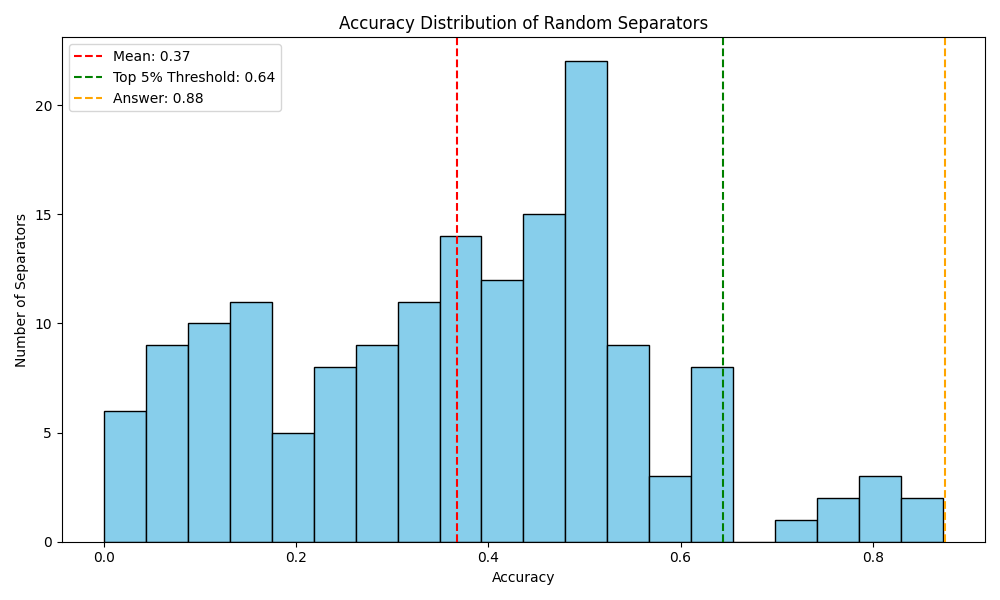 Accuracy Distribution of Random Separators
Mean: 0.37
Top 5% Threshold: 0.64
Answer: 0.88
Number of Separators
20
15
10
5
0
0.0 0.2 0.4 0.6 0.8
Accuracy